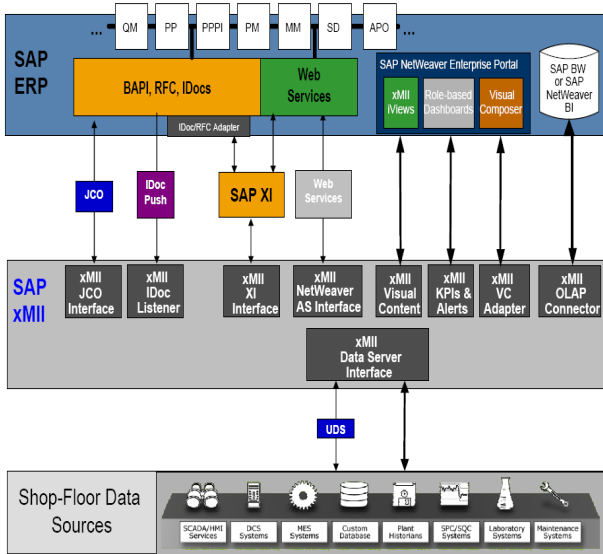 ... QM PP PPPI PM MM SD APO ...
SAP
ERP
BAPI, RFC, IDocs
Web
Services
IDoc/RFC Adapter
SAP NetWeaver Enterprise Portal
xMII
iViews
Role-based
Dashboards
Visual
Composer
SAP BW
or SAP
NetWeaver
BI
JCO
IDoc
Push
SAP XI
Web
Services
SAP
xMII
xMII
JCO
Interface
xMII
IDoc
Listener
xMII
XI
Interface
xMII
NetWeaver
AS Interface
xMII
Visual
Content
xMII
KPIs &
Alerts
xMII
VC
Adapter
xMII
OLAP
Connector
xMII
Data Server
Interface
UDS
Shop-Floor Data
Sources
SCADA/HMI
Services
DCS
Systems
MES
Systems
Custom
Database
Plant
Historians
SPC/SQC
Systems
Laboratory
Systems
Maintenance
Systems